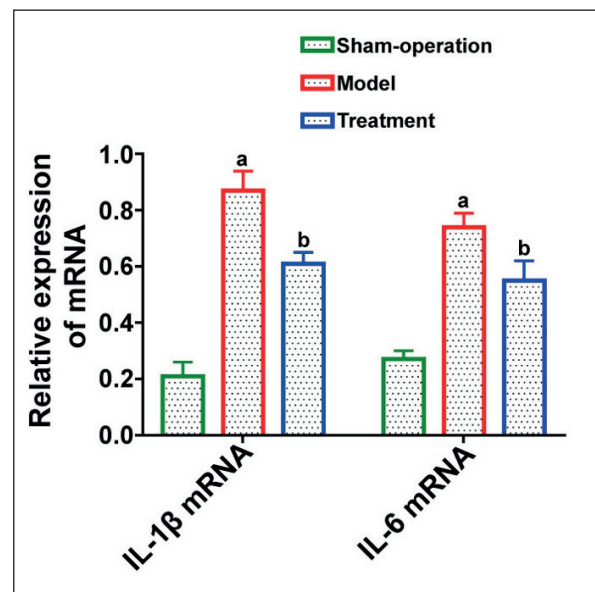 Sham-operation
Model
Treatment
Relative expression
of mRNA
1.0
0.8
0.6
0.4
0.2
0.0
a
b
a
b
IL-1β mRNA
IL-6 mRNA